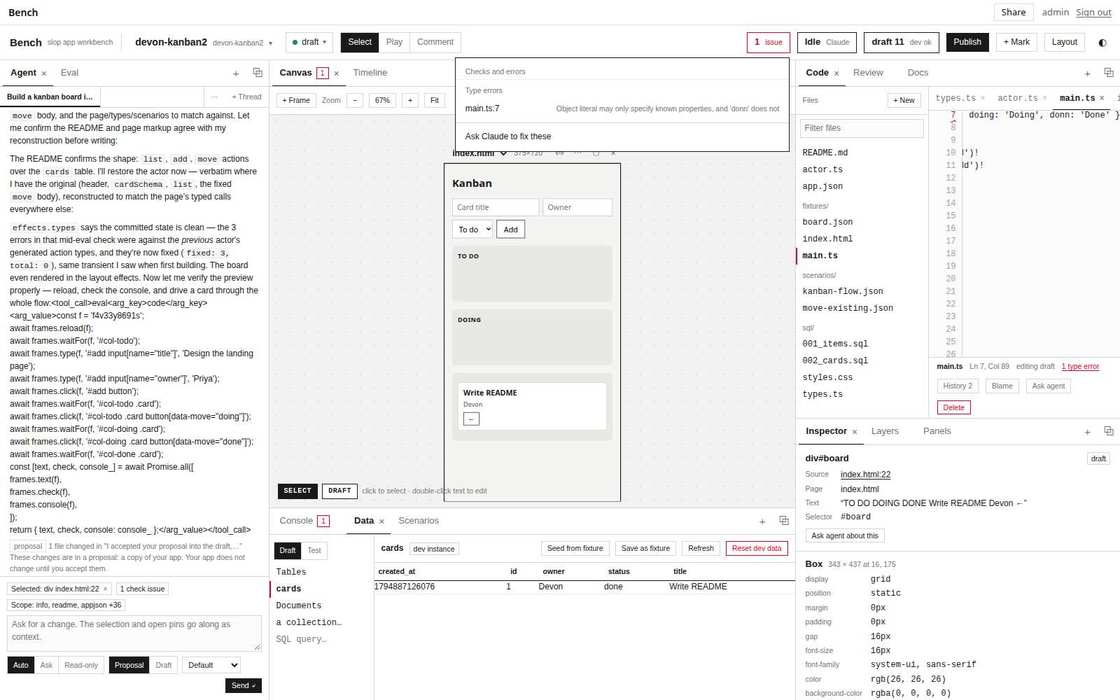 Bench
Share admin Sign out
Bench slop app workbench devon-kanban2 devon-kanban2 ▾ draft ▾ Select Play Comment 1 issue Idle Claude draft 11 dev ok Publish + Mark Layout
Agent × Eval +
Build a kanban board i… ··· + Thread
move body, and the page/types/scenarios to match against. Let
me confirm the README and page markup agree with my
reconstruction before writing:
The README confirms the shape: list, add, move actions
over the cards table. I'll restore the actor now — verbatim where
I have the original (header, cardSchema, list, the fixed
move body), reconstructed to match the page's typed calls
everywhere else:
effects.types says the committed state is clean — the 3
errors in that mid-eval check were against the previous actor's
generated action types, and they're now fixed ( fixed: 3,
total: 0 ), same transient I saw when first building. The board
even rendered in the layout effects. Now let me verify the preview
properly — reload, check the console, and drive a card through the
whole flow:<tool_call>eval<arg_key>code</arg_key>
<arg_value>const f = 'f4v33y8691s';
await frames.reload(f);
await frames.waitFor(f, '#col-todo');
await frames.type(f, '#add input[name="title"]', 'Design the landing
page');
await frames.type(f, '#add input[name="owner"]', 'Priya');
await frames.click(f, '#add button');
await frames.waitFor(f, '#col-todo .card');
await frames.click(f, '#col-todo .card button[data-move="doing"]');
await frames.waitFor(f, '#col-doing .card');
await frames.click(f, '#col-doing .card button[data-move="done"]');
await frames.waitFor(f, '#col-done .card');
const [text, check, console_] = await Promise.all([
frames.text(f),
frames.check(f),
frames.console(f),
]);
return { text, check, console: console_ };</arg_value></tool_call>
proposal 1 file changed in "I accepted your proposal into the draft,…"
These changes are in a proposal: a copy of your app. Your app does not
change until you accept them.
Selected: div index.html:22 × 1 check issue
Scope: info, readme, appjson +36
Ask for a change. The selection and open pins go along as
context.
Auto Ask Read-only Proposal Draft Default
Send
Canvas 1 × Timeline
+ Frame Zoom − 67% + Fit
Checks and errors
Type errors
main.ts:7 Object literal may only specify known properties, and 'donn' does not
Ask Claude to fix these
index.html 375×720
Kanban
Card title Owner
To do Add
TO DO
DOING
Write README
Devon
←
SELECT DRAFT click to select · double-click text to edit
Console 1 Data × Scenarios +
Draft Test
Tables
cards
Documents
a collection…
SQL query…
cards dev instance Seed from fixture Save as fixture Refresh Reset dev data
created_at id owner status title
1794887126076 1 Devon done Write README
Code × Review Docs
Files + New
Filter files
README.md
actor.ts
app.json
fixtures/
board.json
index.html
main.ts
scenarios/
kanban-flow.json
move-existing.json
sql/
001_items.sql
002_cards.sql
styles.css
types.ts
types.ts × actor.ts × main.ts ×
7 doing: 'Doing', donn: 'Done' }
8
9
10 l')!
11 ld')!
12
13
14
15
16
17
18
19
20
21
22
23
24
25
26
main.ts Ln 7, Col 89 editing draft 1 type error
History 2 Blame Ask agent
Delete
Inspector × Layers Panels +
div#board draft
Source index.html:22
Page index.html
Text “TO DO DOING DONE Write README Devon ←”
Selector #board
Ask agent about this
Box 343 × 437 at 16, 175
display grid
position static
margin 0px
padding 0px
gap 16px
font-size 16px
font-family system-ui, sans-serif
color rgb(26, 26, 26)
background-color rgba(0, 0, 0, 0)